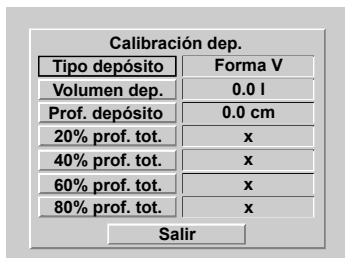 Calibración dep.
Tipo depósito Forma V
Volumen dep. 0.0 l
Prof. depósito 0.0 cm
20% prof. tot. x
40% prof. tot. x
60% prof. tot. x
80% prof. tot. x
Salir